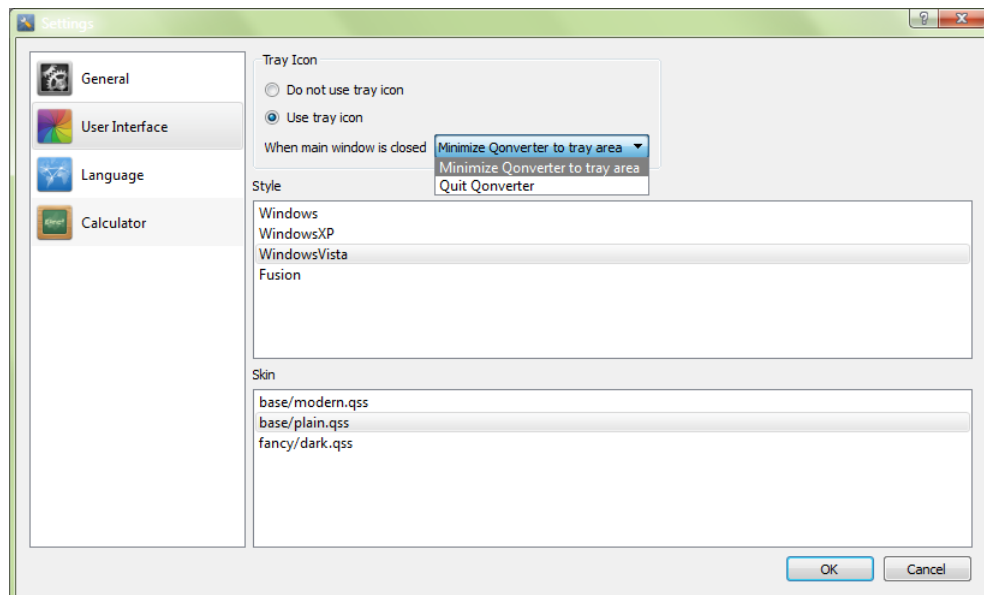 Settings
General
User Interface
Language
Calculator
Tray Icon
Do not use tray icon
Use tray icon
When main window is closed Minimize Qonverter to tray area
Minimize Qonverter to tray area
Quit Qonverter
Style
Windows
WindowsXP
WindowsVista
Fusion
Skin
base/modern.qss
base/plain.qss
fancy/dark.qss
OK Cancel